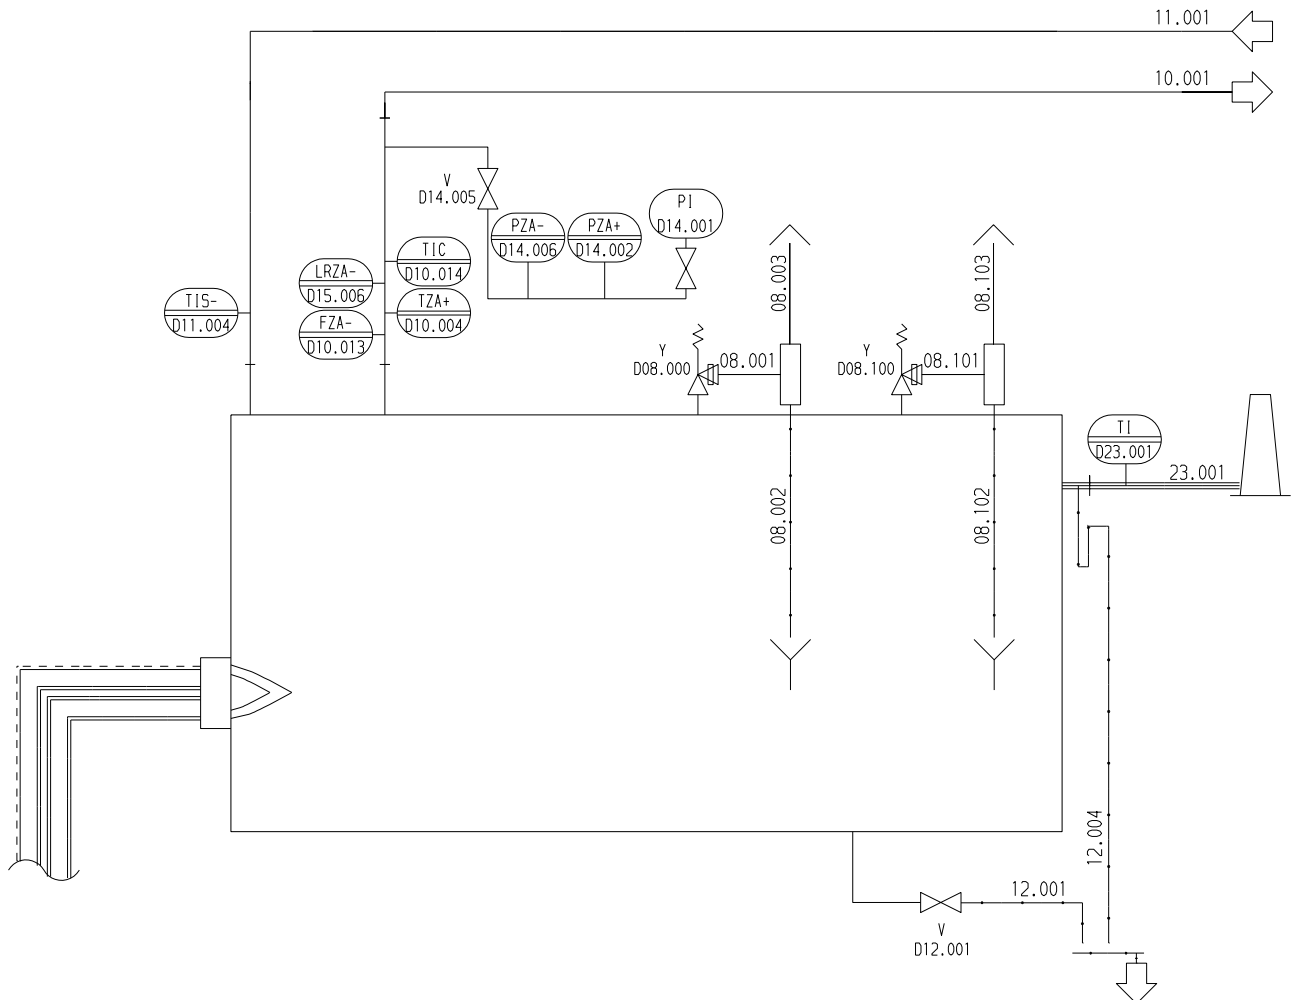 11.001
10.001
V
D14.005
PZA-
D14.006
PZA+
D14.002
PI
D14.001
TIC
D10.014
LRZA-
D15.006
TZA+
D10.004
TIS-
D11.004
FZA-
D10.013
08.003
08.103
Y
D08.000
08.001
Y
D08.100
08.101
TI
D23.001
23.001
08.002
08.102
12.004
12.001
V
D12.001